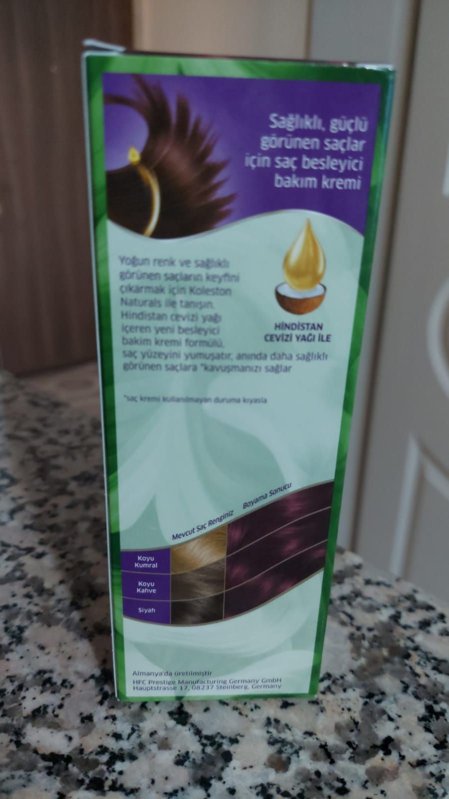 Sağlıklı, güçlü
görünen saçlar
için saç besleyici
bakım kremi
Yoğun renk ve sağlıklı
görünen saçların keyfini
çıkarmak için Koleston
Naturals ile tanışın.
Hindistan cevizi yağı
içeren yeni besleyici
bakım kremi formülü,
saç yüzeyini yumuşatır, anında daha sağlıklı
görünen saçlara *kavuşmanızı sağlar
HİNDİSTAN
CEVİZİ YAĞI İLE
*saç kremi kullanılmayan duruma kıyasla
Mevcut Saç Renginiz
Boyama Sonucu
Koyu
Kumral
Koyu
Kahve
Siyah
Almanya'da üretilmiştir
HFC Prestige Manufacturing Germany GmbH
Hauptstrasse 17, 08237 Steinberg, Germany